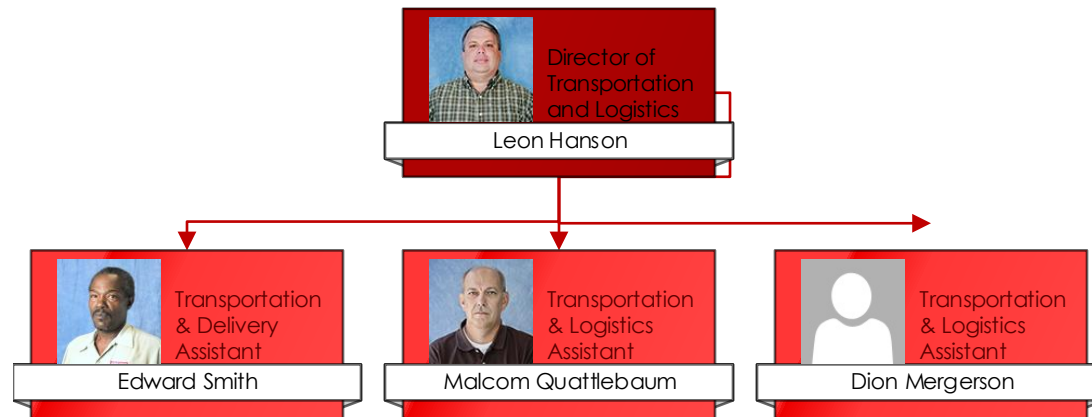 Director of
Transportation
and Logistics
Leon Hanson
Transportation
& Delivery
Assistant
Edward Smith
Transportation
& Logistics
Assistant
Malcom Quattlebaum
Transportation
& Logistics
Assistant
Dion Mergerson